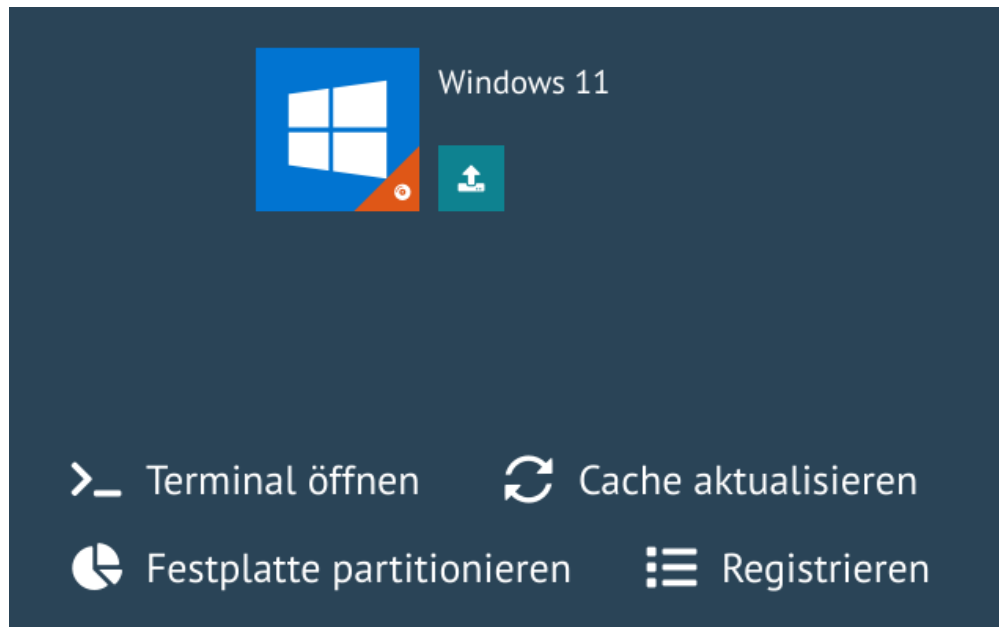 Windows 11
Terminal öffnen
Cache aktualisieren
Festplatte partitionieren
Registrieren